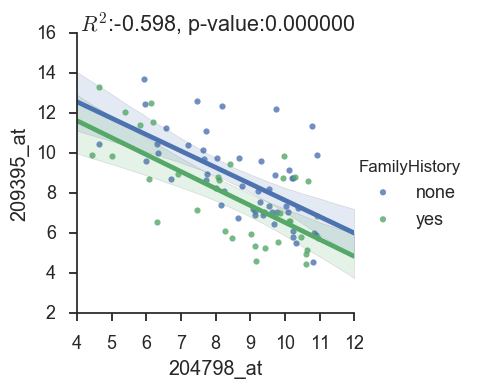 R²:-0.598, p-value:0.000000
16
14
12
10
8
6
4
2
209395_at
4 5 6 7 8 9 10 11 12
204798_at
FamilyHistory
none
yes